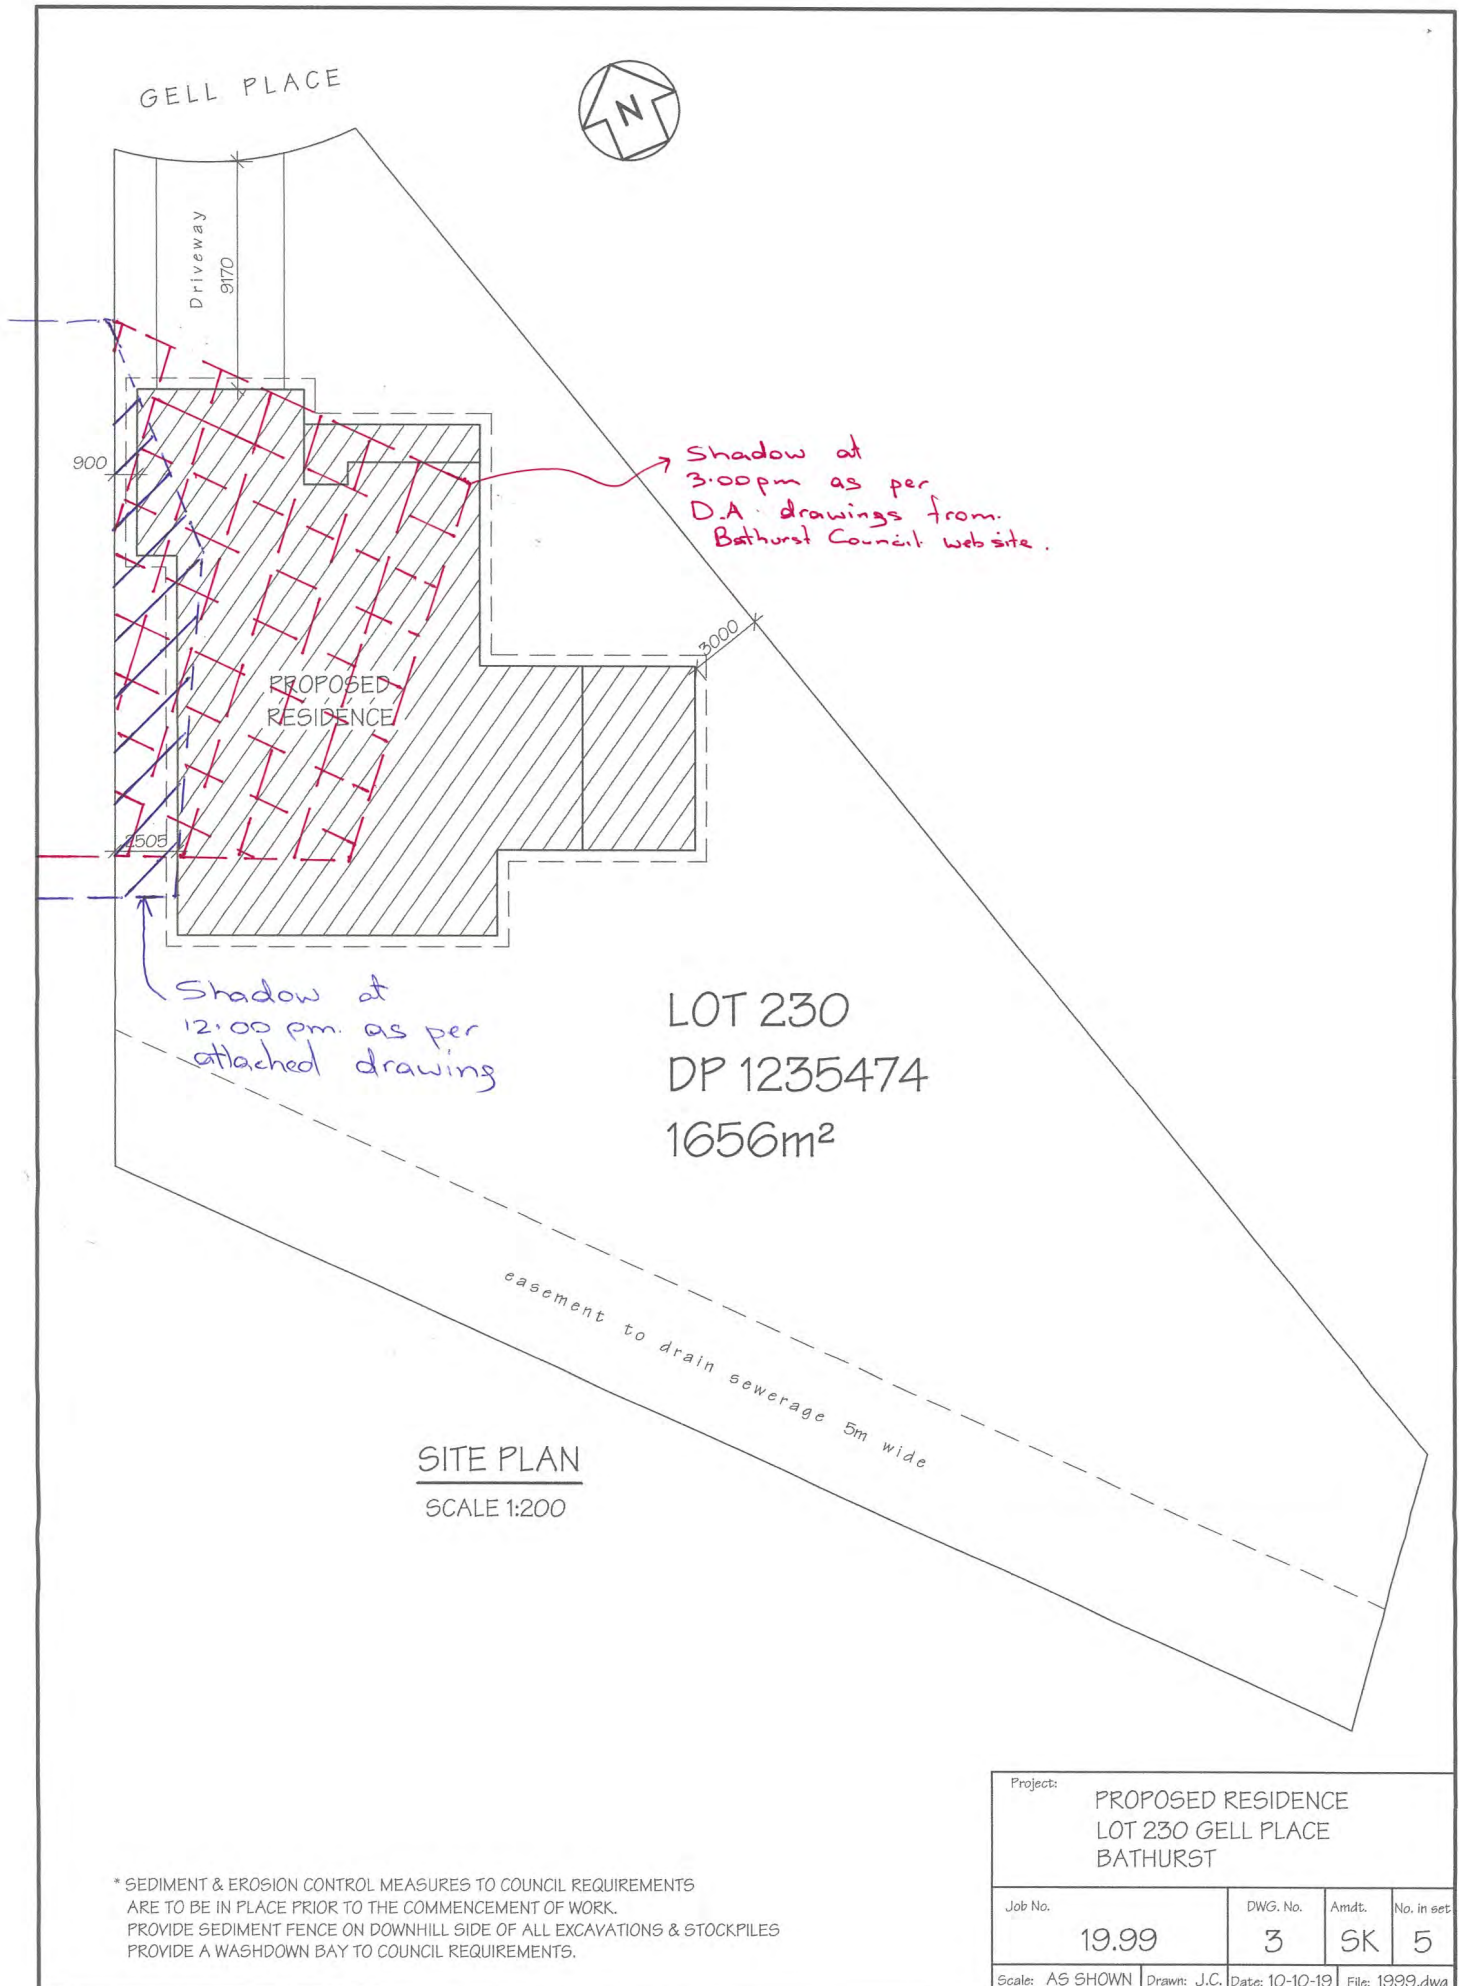 GELL PLACE
N
Driveway
9170
900
Shadow at
3.00pm as per
D.A. drawings from.
Bathurst Council web site.
3000
PROPOSED
RESIDENCE
2505
Shadow at
12.00 pm. as per
attached drawing
LOT 230
DP 1235474
1656m²
easement to drain sewerage 5m wide
SITE PLAN
SCALE 1:200
* SEDIMENT & EROSION CONTROL MEASURES TO COUNCIL REQUIREMENTS
ARE TO BE IN PLACE PRIOR TO THE COMMENCEMENT OF WORK.
PROVIDE SEDIMENT FENCE ON DOWNHILL SIDE OF ALL EXCAVATIONS & STOCKPILES
PROVIDE A WASHDOWN BAY TO COUNCIL REQUIREMENTS.
Project:
PROPOSED RESIDENCE
LOT 230 GELL PLACE
BATHURST
Job No.
19.99
DWG. No.
3
Amdt.
SK
No. in set
5
Scale: AS SHOWN
Drawn: J.C.
Date: 10-10-19
File: 1999.dwg